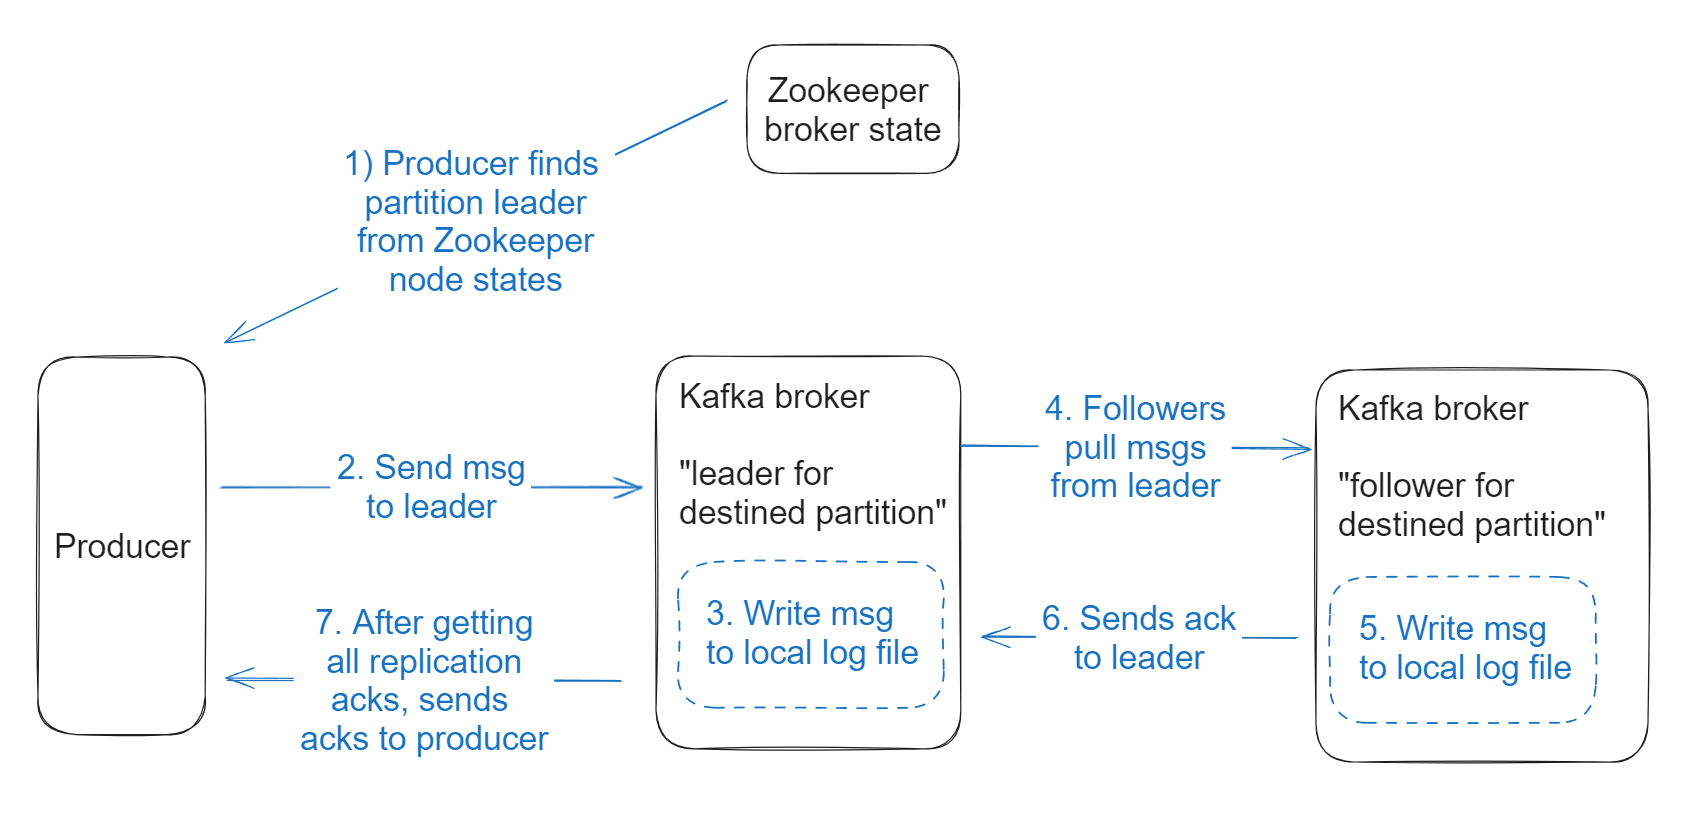 Zookeeper
broker state
1) Producer finds
partition leader
from Zookeeper
node states
Producer
2. Send msg
to leader
Kafka broker
"leader for
destined partition"
3. Write msg
to local log file
4. Followers
pull msgs
from leader
Kafka broker
"follower for
destined partition"
5. Write msg
to local log file
6. Sends ack
to leader
7. After getting
all replication
acks, sends
acks to producer